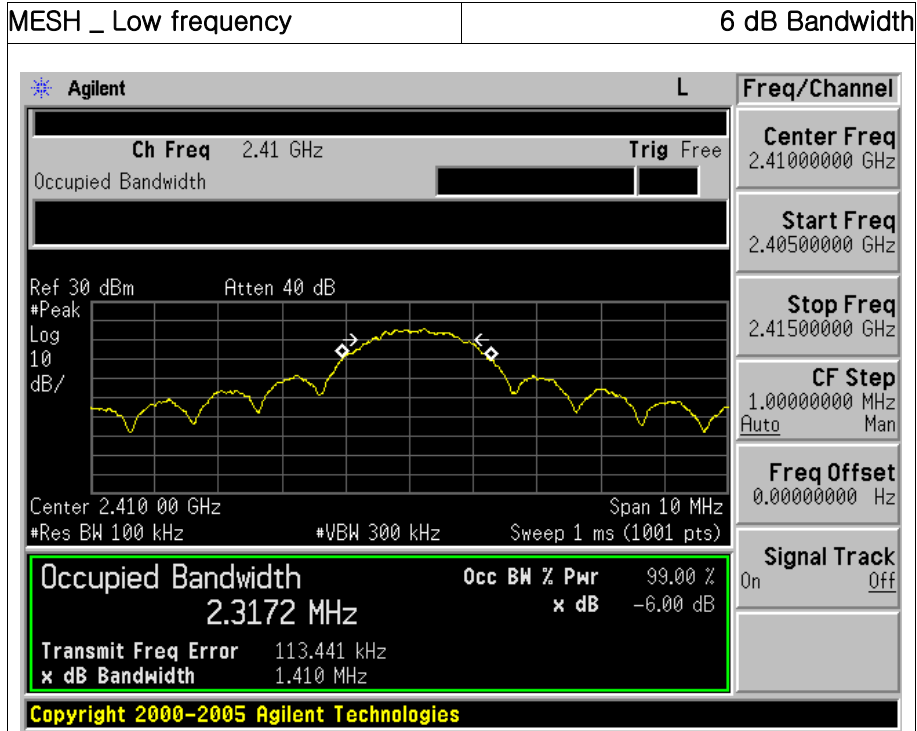 MESH _ Low frequency
6 dB Bandwidth
Agilent
L
Freq/Channel
Ch Freq 2.41 GHz
Trig Free
Occupied Bandwidth
Center Freq
2.41000000 GHz
Start Freq
2.40500000 GHz
Stop Freq
2.41500000 GHz
CF Step
1.00000000 MHz
Auto Man
Freq Offset
0.00000000 Hz
Signal Track
On Off
Ref 30 dBm Atten 40 dB
#Peak
Log
10
dB/
Center 2.410 00 GHz Span 10 MHz
#Res BW 100 kHz #VBW 300 kHz Sweep 1 ms (1001 pts)
Occupied Bandwidth
2.3172 MHz
Occ BW % Pwr 99.00 %
x dB -6.00 dB
Transmit Freq Error 113.441 kHz
x dB Bandwidth 1.410 MHz
Copyright 2000-2005 Agilent Technologies